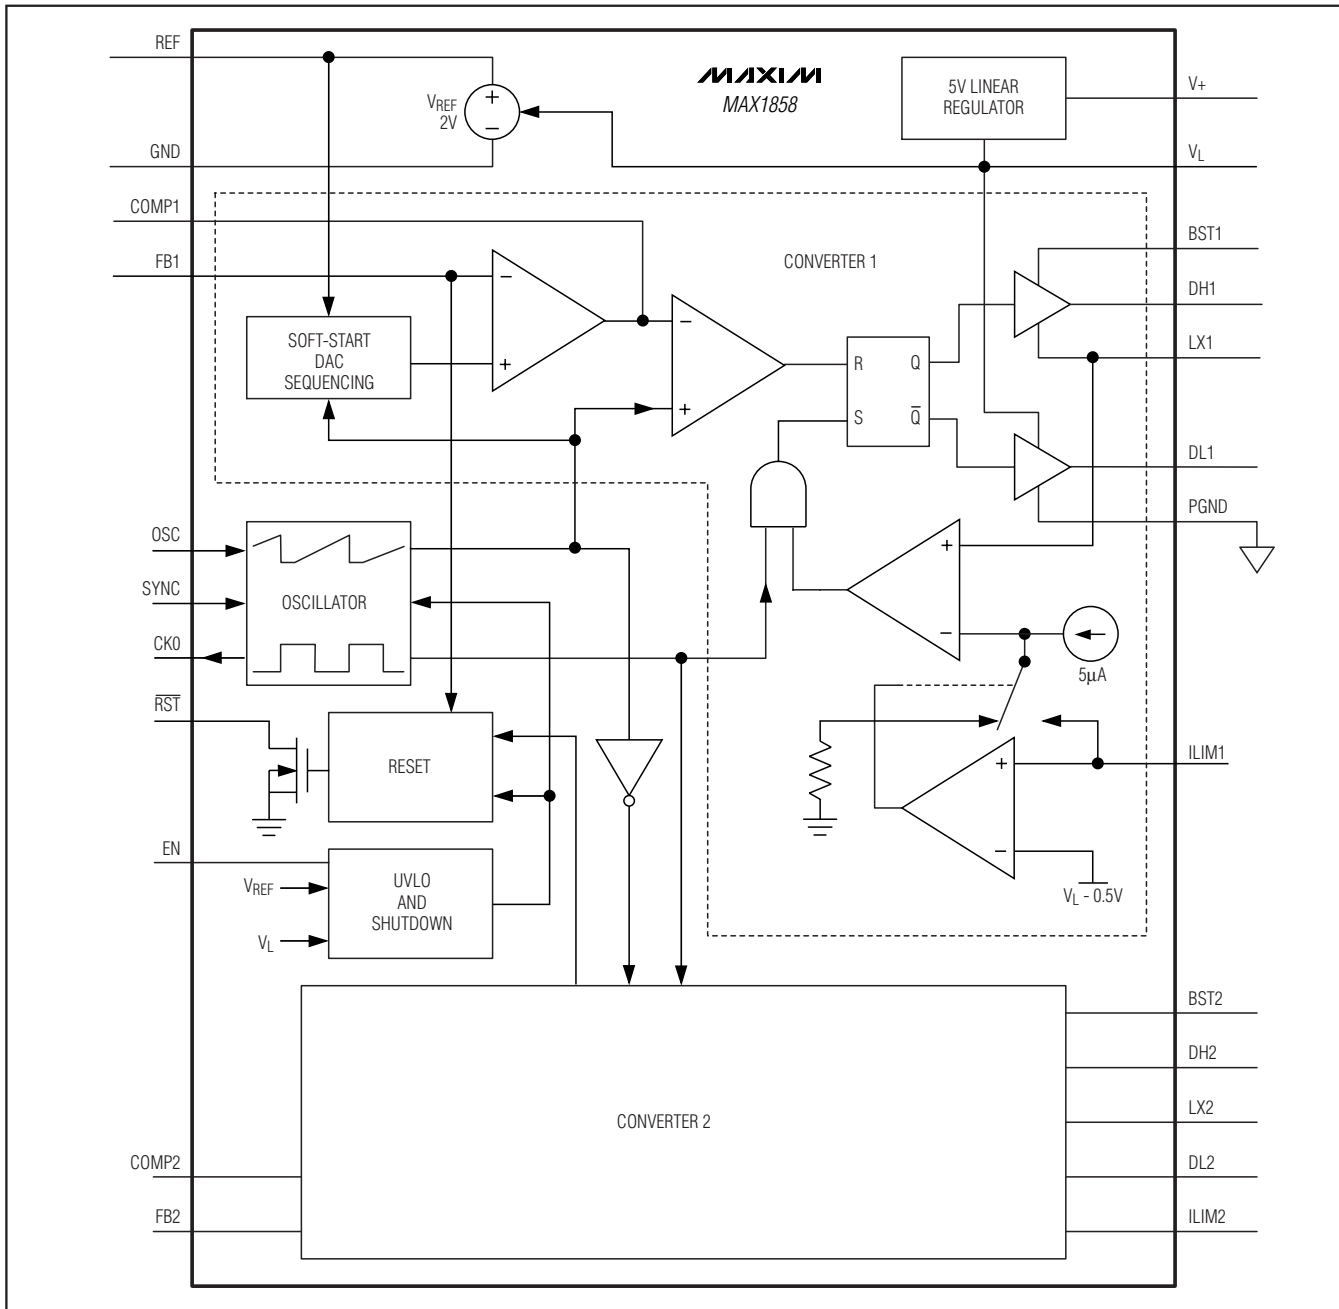 REF
MAXIM
MAX1858
VREF
2V
5V LINEAR
REGULATOR
V+
GND
VL
COMP1
FB1
CONVERTER 1
BST1
DH1
LX1
SOFT-START
DAC
SEQUENCING
R
Q
S
Q̅
DL1
PGND
OSC
SYNC
OSCILLATOR
CK0
5µA
RST
RESET
ILIM1
EN
VREF
VL
UVLO
AND
SHUTDOWN
VL - 0.5V
CONVERTER 2
BST2
DH2
LX2
DL2
ILIM2
COMP2
FB2
+
−
−
+
−
+
+
−
+
−